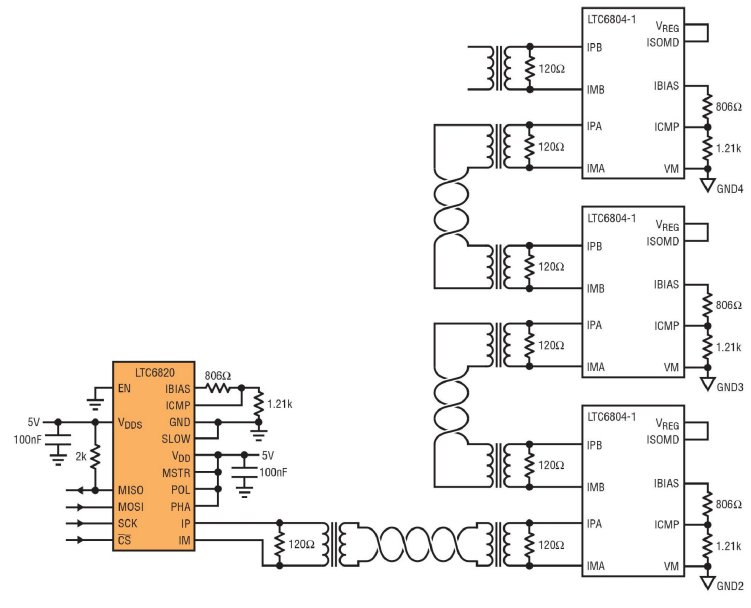 LTC6804-1
VREG
ISOMD
IPB
120Ω
IMB
IBIAS
806Ω
IPA
ICMP
120Ω
1.21k
IMA
VM
GND4
LTC6804-1
VREG
ISOMD
IPB
120Ω
IMB
IBIAS
806Ω
IPA
ICMP
120Ω
1.21k
IMA
VM
GND3
LTC6820
EN
IBIAS
806Ω
ICMP
1.21k
5V
VDDS
GND
100nF
SLOW
2k
VDD
5V
MSTR
100nF
MISO
POL
MOSI
PHA
SCK
IP
CS
IM
120Ω
LTC6804-1
VREG
ISOMD
IPB
120Ω
IMB
IBIAS
806Ω
IPA
ICMP
120Ω
1.21k
IMA
VM
GND2